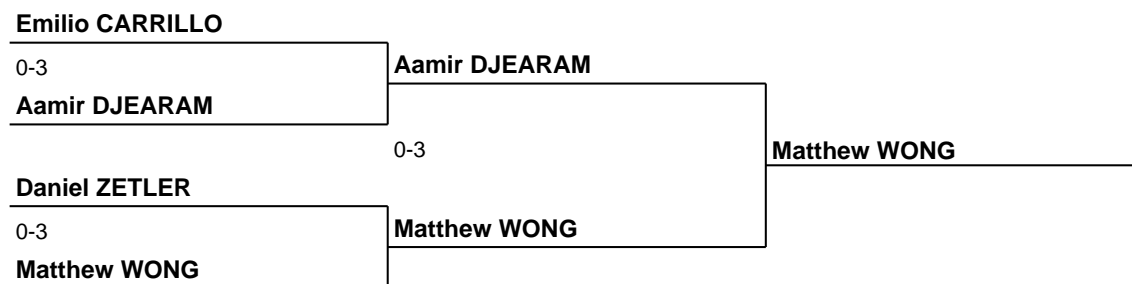 Emilio CARRILLO
0-3
Aamir DJEARAM
Aamir DJEARAM
0-3
Matthew WONG
Daniel ZETLER
0-3
Matthew WONG
Matthew WONG